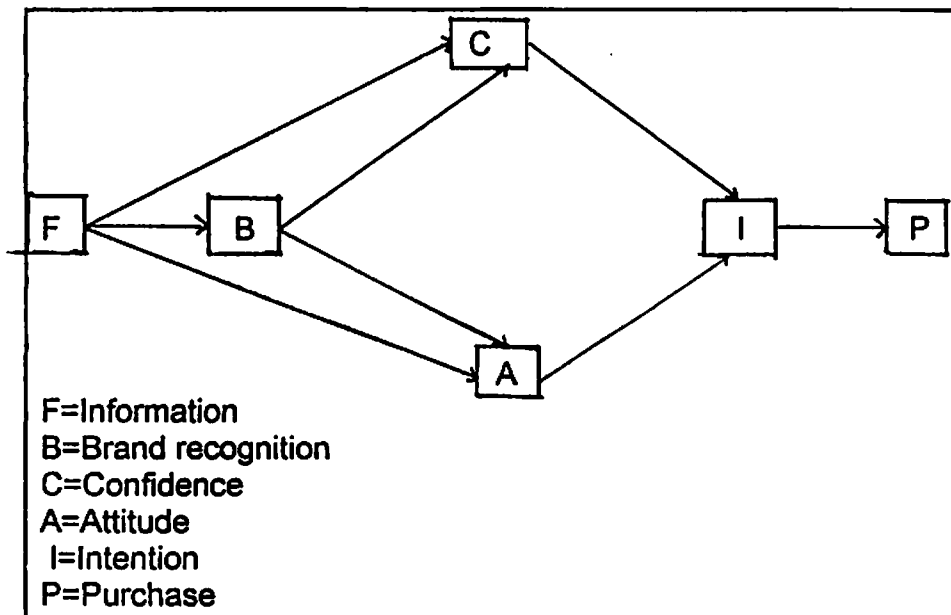 C
F B I P
A
F=Information
B=Brand recognition
C=Confidence
A=Attitude
I=Intention
P=Purchase